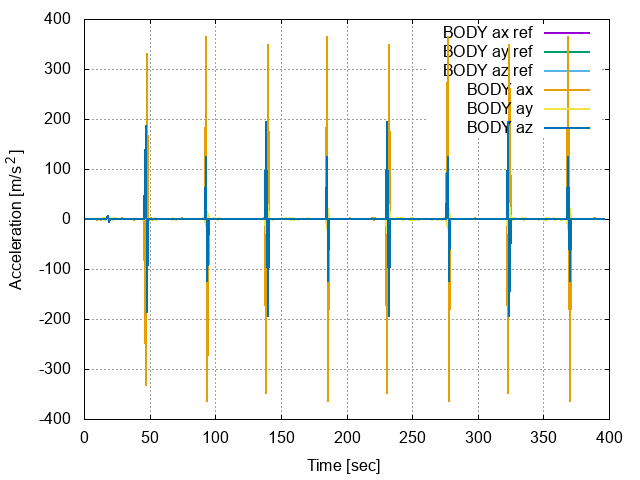 400
300
200
100
0
-100
-200
-300
-400
0 50 100 150 200 250 300 350 400
Acceleration [m/s²]
Time [sec]
BODY ax ref
BODY ay ref
BODY az ref
BODY ax
BODY ay
BODY az